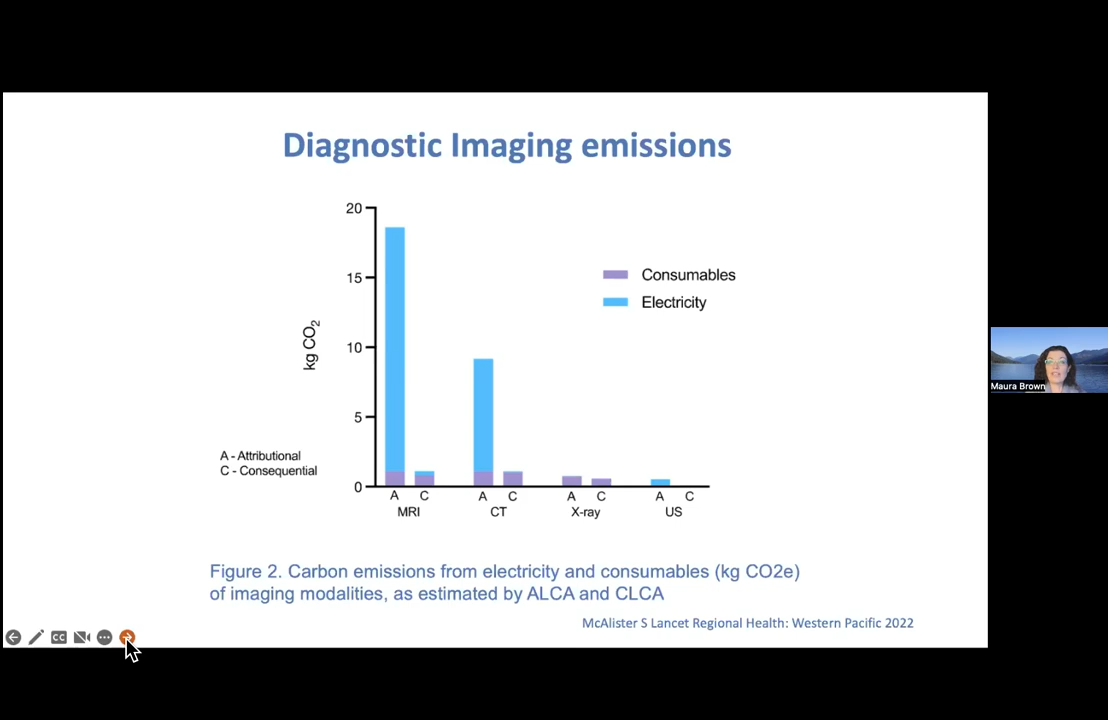 Diagnostic Imaging emissions
20
15
10
5
0
kg CO2
Consumables
Electricity
A - Attributional
C - Consequential
A C A C A C A C
MRI CT X-ray US
Figure 2. Carbon emissions from electricity and consumables (kg CO2e)
of imaging modalities, as estimated by ALCA and CLCA
McAlister S Lancet Regional Health: Western Pacific 2022
CC
Maura Brown